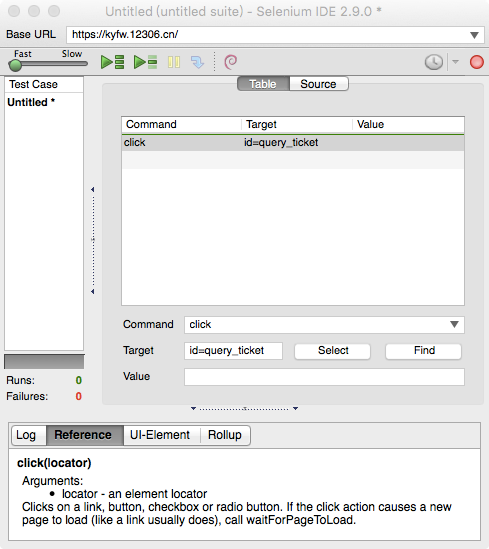 Untitled (untitled suite) - Selenium IDE 2.9.0 *
Base URL https://kyfw.12306.cn/
Fast Slow
Test Case
Untitled *
Table Source
Command Target Value
click id=query_ticket
Command click
Target id=query_ticket Select Find
Value
Runs: 0
Failures: 0
Log Reference UI-Element Rollup
click(locator)
Arguments:
• locator - an element locator
Clicks on a link, button, checkbox or radio button. If the click action causes a new
page to load (like a link usually does), call waitForPageToLoad.